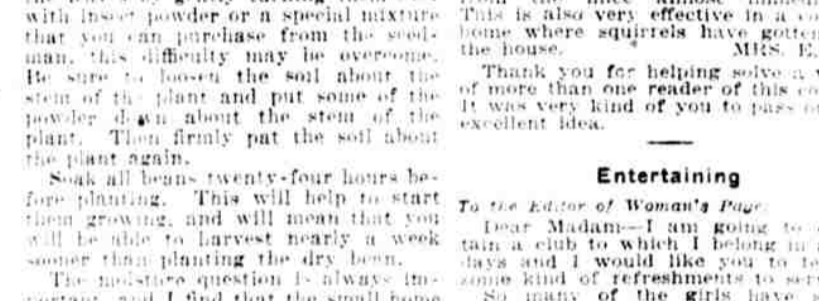 with insect powder or a special mixture
that you can purchase from the seed-
man, this difficulty may be overcome.
Be sure to loosen the soil about the
stem of the plant and put some of the
powder down about the stem of the
plant. Then firmly pat the soil about
the plant again.
Soak all beans twenty-four hours be-
fore planting. This will help to start
them growing, and will mean that you
will be able to harvest nearly a week
sooner than planting the dry bean.
The moisture question is always im-
portant, and I find that the small home
This is also very effective in a
home where squirrels have gotten
the house. MRS. E.
Thank you for helping solve a
of more than one reader of this
It was very kind of you to pass
excellent idea.
Entertaining
To the Editor of Woman's Page:
Dear Madam—I am going to
tain a club to which I belong in
days and I would like you to
some kind of refreshments to
So many of the girls have